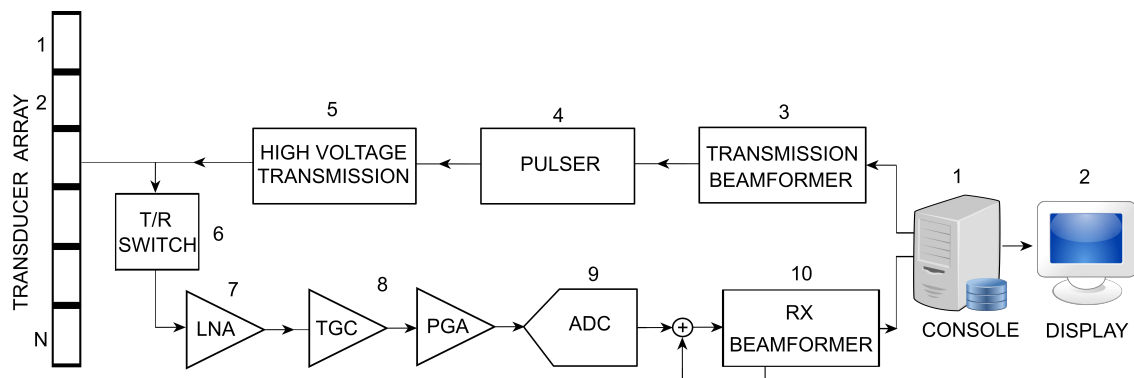 TRANSDUCER ARRAY
1
2
N
5
HIGH VOLTAGE
TRANSMISSION
4
PULSER
3
TRANSMISSION
BEAMFORMER
1
CONSOLE
2
DISPLAY
T/R
SWITCH
6
7
LNA
8
TGC
PGA
9
ADC
+
10
RX
BEAMFORMER